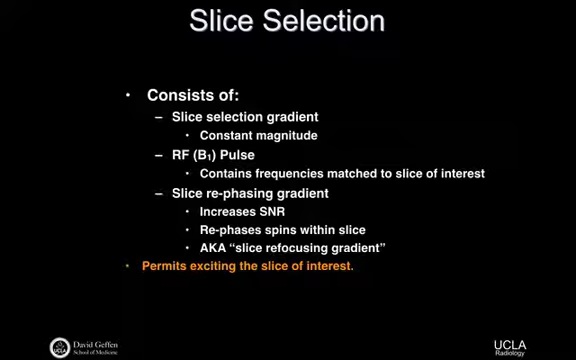 Slice Selection
• Consists of:
– Slice selection gradient
• Constant magnitude
– RF (B₁) Pulse
• Contains frequencies matched to slice of interest
– Slice re-phasing gradient
• Increases SNR
• Re-phases spins within slice
• AKA “slice refocusing gradient”
• Permits exciting the slice of interest.
UCLA
David Geffen
School of Medicine
UCLA
Radiology